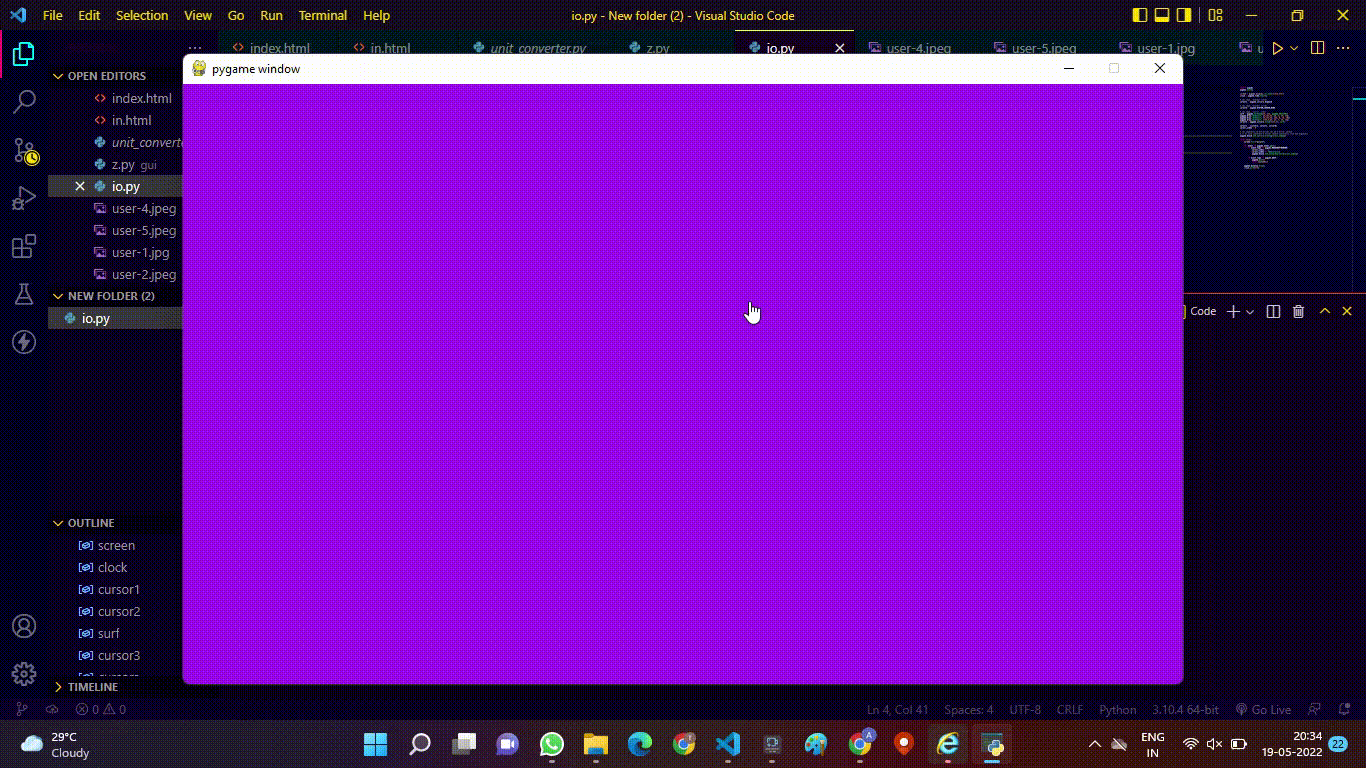 File Edit Selection View Go Run Terminal Help io.py - New folder (2) - Visual Studio Code
index.html in.html unit_converter.py z.py io.py user-4.jpeg user-5.jpeg user-1.jpg
pygame window
OPEN EDITORS
index.html
in.html
unit_converte
z.py gui
io.py
user-4.jpeg
user-5.jpeg
user-1.jpg
user-2.jpeg
NEW FOLDER (2)
io.py
Code
OUTLINE
screen
clock
cursor1
cursor2
surf
cursor3
TIMELINE
0 0 Ln 4, Col 41 Spaces: 4 UTF-8 CRLF Python 3.10.4 64-bit Go Live
29°C
Cloudy
A
ENG
IN
20:34
19-05-2022
22